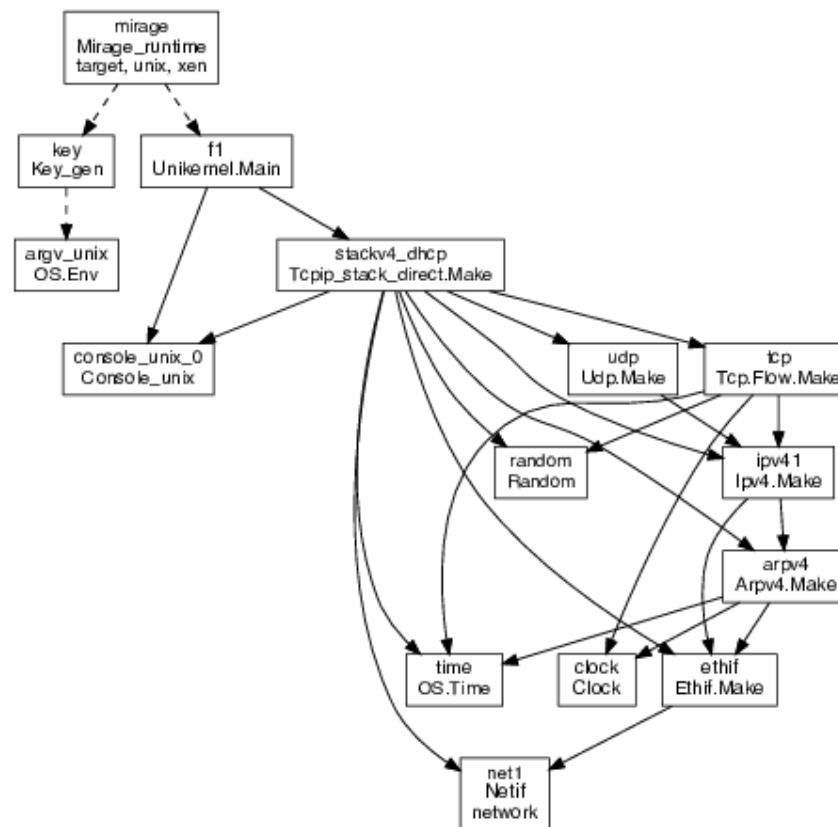 mirage
Mirage_runtime
target, unix, xen
key
Key_gen
f1
Unikernel.Main
argv_unix
OS.Env
stackv4_dhcp
Tcpip_stack_direct.Make
console_unix_0
Console_unix
udp
Udp.Make
tcp
Tcp.Flow.Make
random
Random
ipv41
Ipv4.Make
arpv4
Arpv4.Make
time
OS.Time
clock
Clock
ethif
Ethif.Make
net1
Netif
network